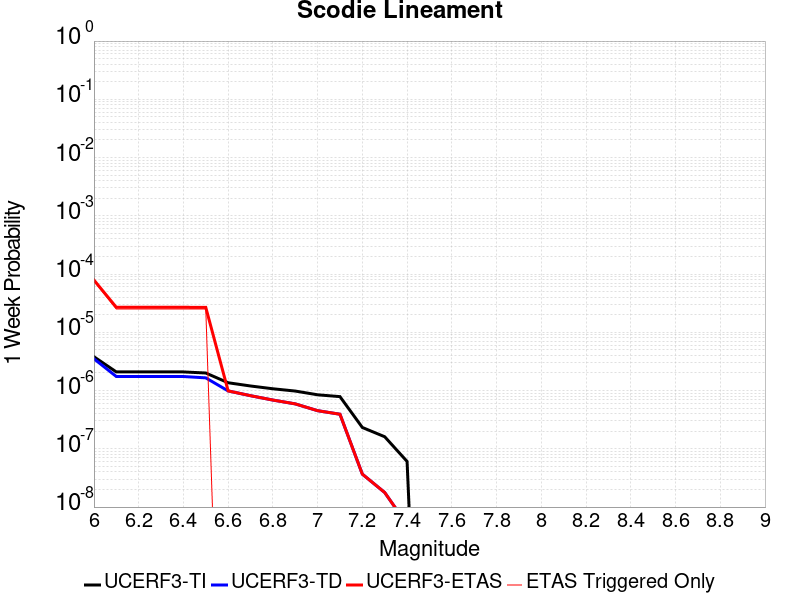 Scodie Lineament
10^0
10^-1
10^-2
10^-3
10^-4
10^-5
10^-6
10^-7
10^-8
1 Week Probability
6 6.2 6.4 6.6 6.8 7 7.2 7.4 7.6 7.8 8 8.2 8.4 8.6 8.8 9
Magnitude
UCERF3-TI UCERF3-TD UCERF3-ETAS ETAS Triggered Only